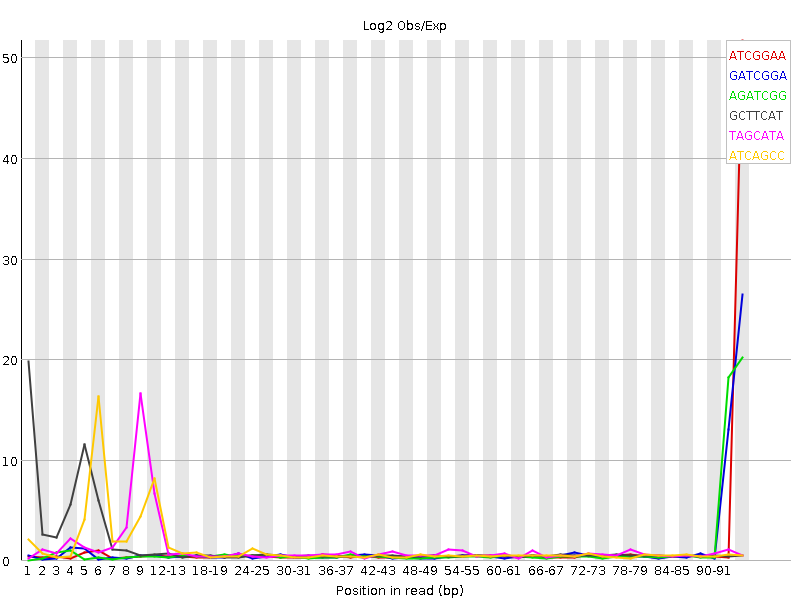 Log2 Obs/Exp
50
40
30
20
10
0
ATCGGAA
GATCGGA
AGATCGG
GCTTCAT
TAGCATA
ATCAGCC
1 2 3 4 5 6 7 8 9 12-13 18-19 24-25 30-31 36-37 42-43 48-49 54-55 60-61 66-67 72-73 78-79 84-85 90-91
Position in read (bp)